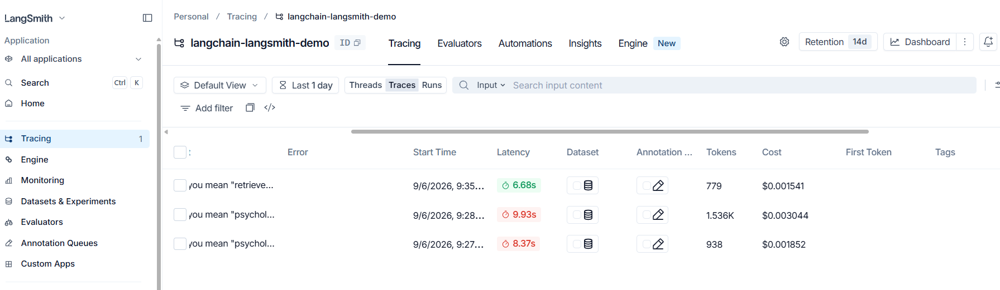 LangSmith
Application
All applications
Search Ctrl K
Home
Tracing 1
Engine
Monitoring
Datasets & Experiments
Evaluators
Annotation Queues
Custom Apps
Personal / Tracing / langchain-langsmith-demo
langchain-langsmith-demo ID Tracing Evaluators Automations Insights Engine New Retention 14d Dashboard
Default View Last 1 day Threads Traces Runs Input Search input content
Add filter </>
: Error Start Time Latency Dataset Annotation ... Tokens Cost First Token Tags
you mean "retrieve... 9/6/2026, 9:35... 6.68s 779 $0.001541
you mean "psychol... 9/6/2026, 9:28... 9.93s 1.536K $0.003044
you mean "psychol... 9/6/2026, 9:27... 8.37s 938 $0.001852